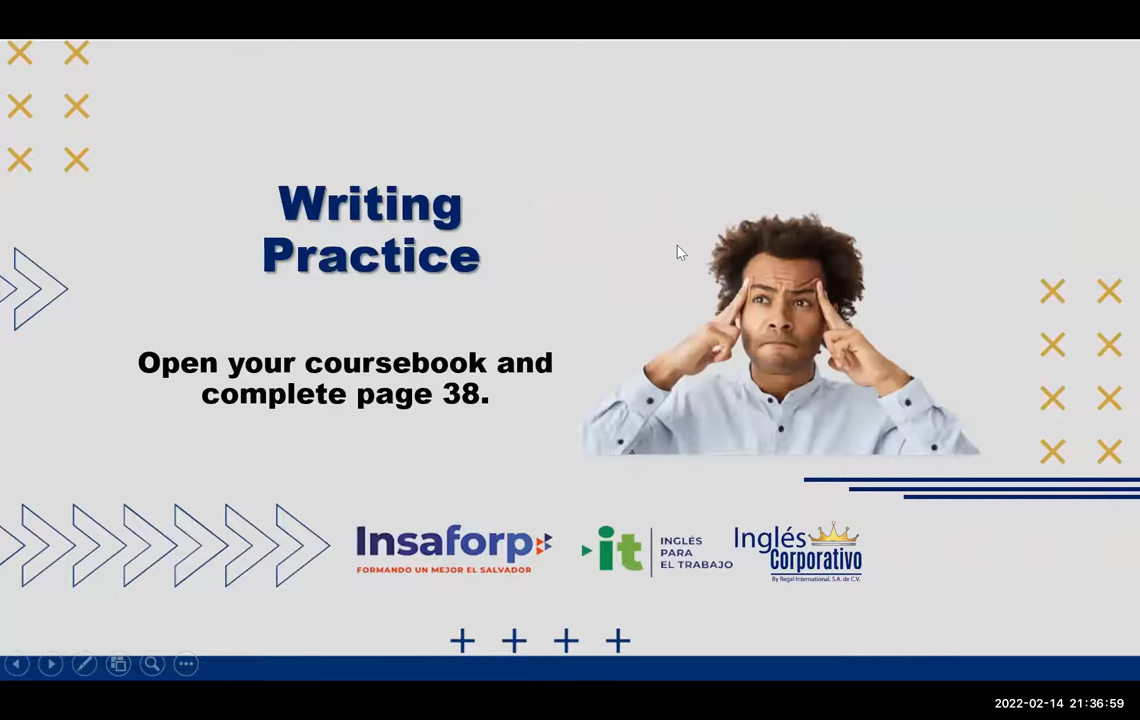 Writing
Practice
Open your coursebook and
complete page 38.
Insaforp
FORMANDO UN MEJOR EL SALVADOR
it
INGLÉS
PARA
EL TRABAJO
Inglés
Corporativo
By Regal International, S.A. de C.V.
2022-02-14 21:36:59